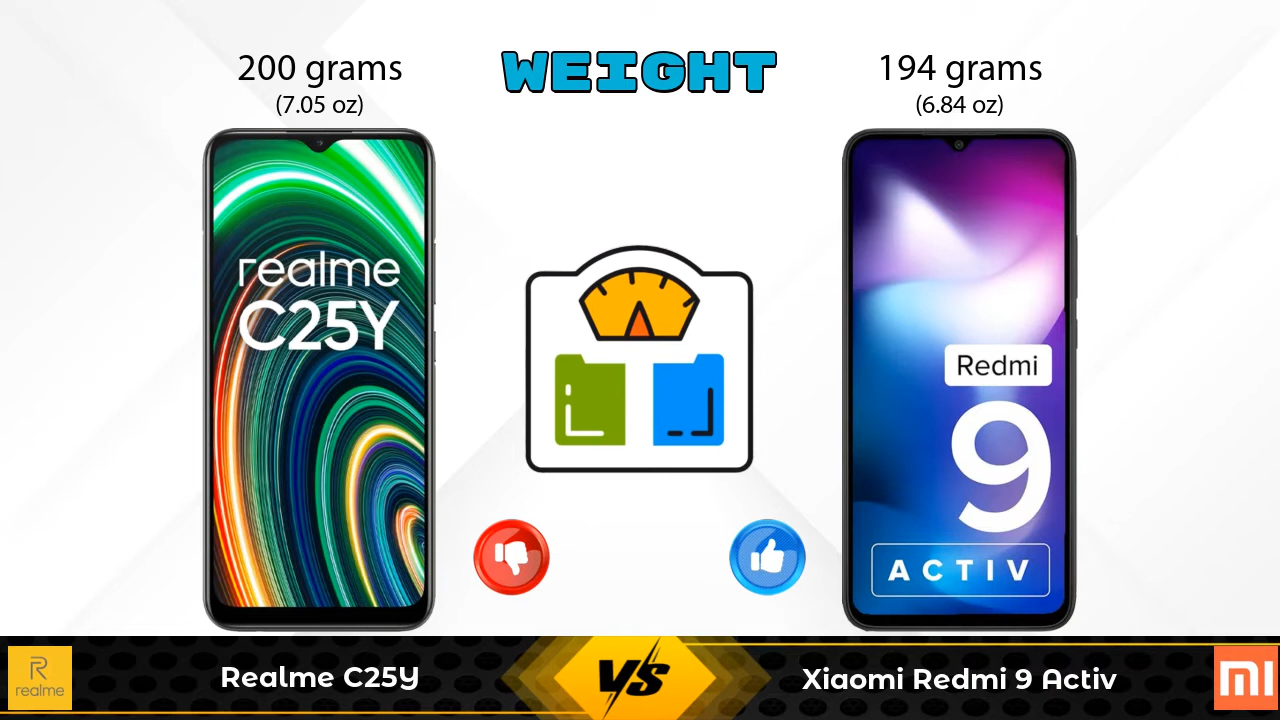 WEIGHT
200 grams
(7.05 oz)
194 grams
(6.84 oz)
realme
C25Y
Redmi
9
ACTIV
R
realme
Realme C25Y
VS
Xiaomi Redmi 9 Activ
mi